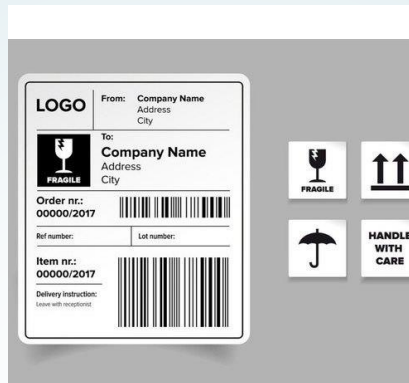 LOGO
From: Company Name
Address
City
To:
Company Name
Address
City
FRAGILE
Order nr.:
00000/2017
Ref number:
Lot number:
Item nr.:
00000/2017
Delivery instruction:
Leave with receptionist
FRAGILE
HANDLE
WITH
CARE